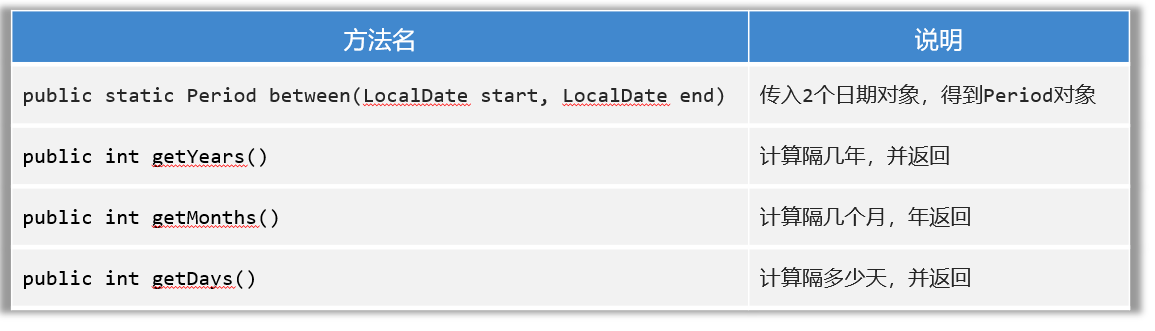 方法名 说明
public static Period between(LocalDate start, LocalDate end) 传入2个日期对象，得到Period对象
public int getYears() 计算隔几年，并返回
public int getMonths() 计算隔几个月，年返回
public int getDays() 计算隔多少天，并返回